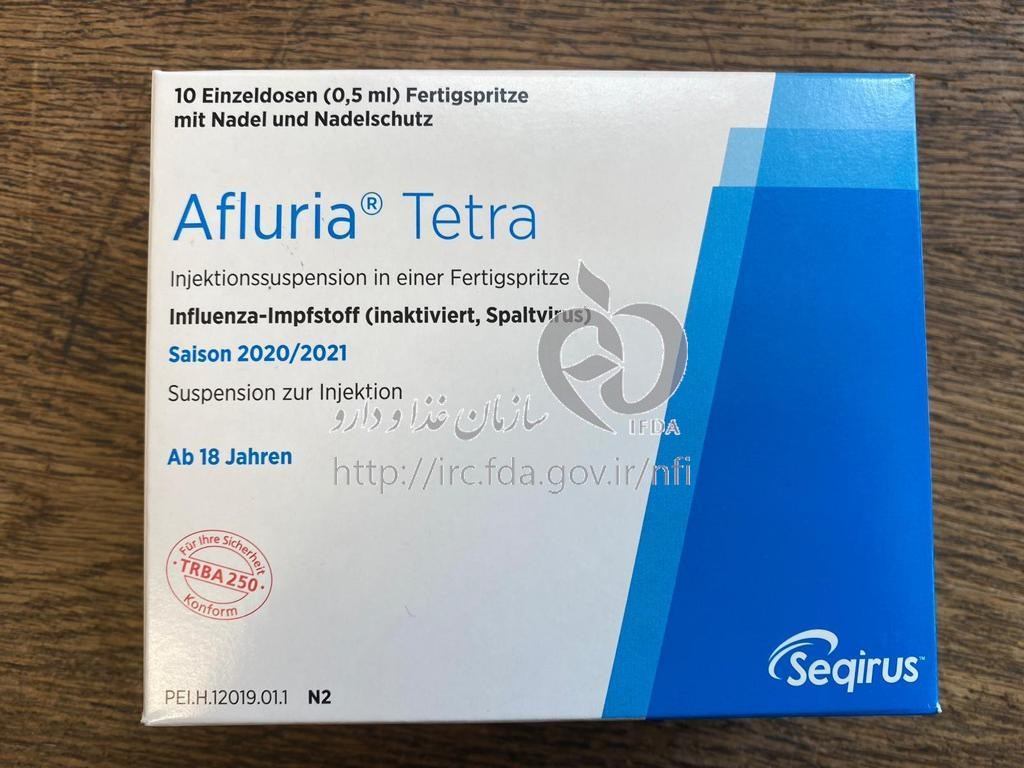 10 Einzeldosen (0,5 ml) Fertigspritze
mit Nadel und Nadelschutz
Afluria® Tetra
Injektionssuspension in einer Fertigspritze
Influenza-Impfstoff (inaktiviert, Spaltvirus)
Saison 2020/2021
Suspension zur Injektion
IFDA
سازمان غذا و دارو
Ab 18 Jahren
http://irc.fda.gov.ir/nfi
Für Ihre Sicherheit
·TRBA250·
Konform
Seqirus™
PEI.H.12019.01.1 N2